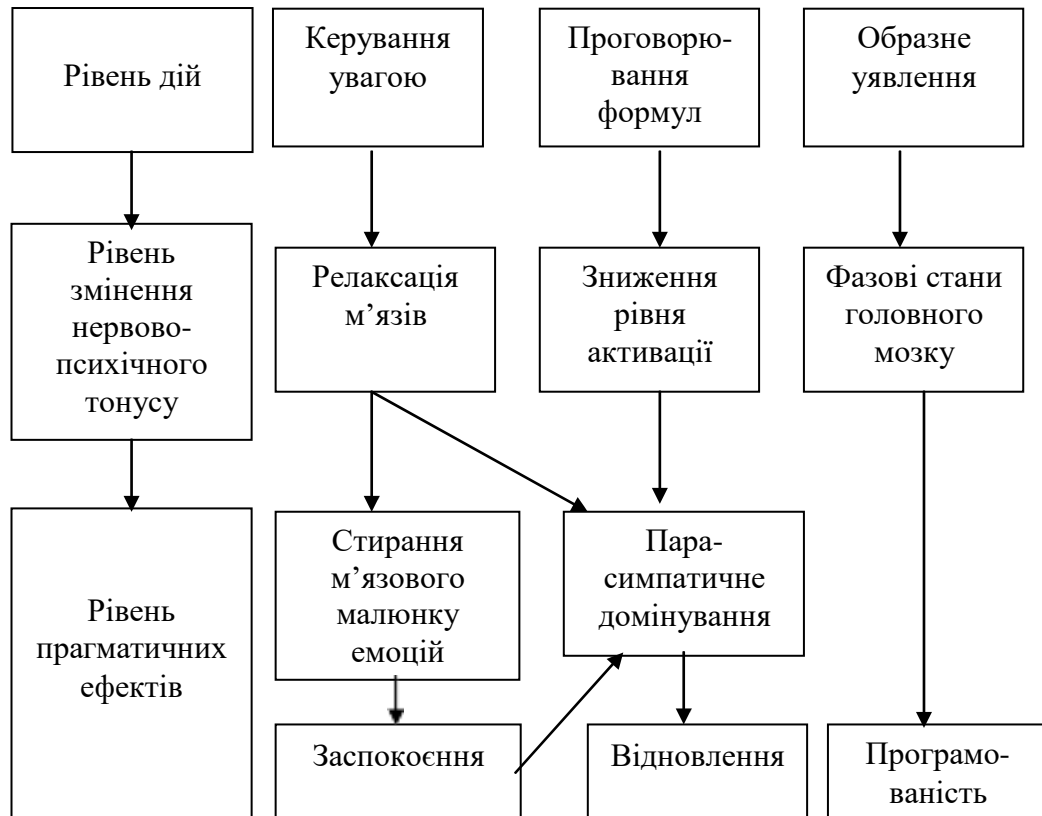 Рівень дій
Керування
увагою
Проговорю-
вання
формул
Образне
уявлення
Рівень
змінення
нервово-
психічного
тонусу
Релаксація
м’язів
Зниження
рівня
активації
Фазові стани
головного
мозку
Рівень
прагматичних
ефектів
Стирання
м’язового
малюнку
емоцій
Пара-
симпатичне
домінування
Заспокоєння
Відновлення
Програмо-
ваність